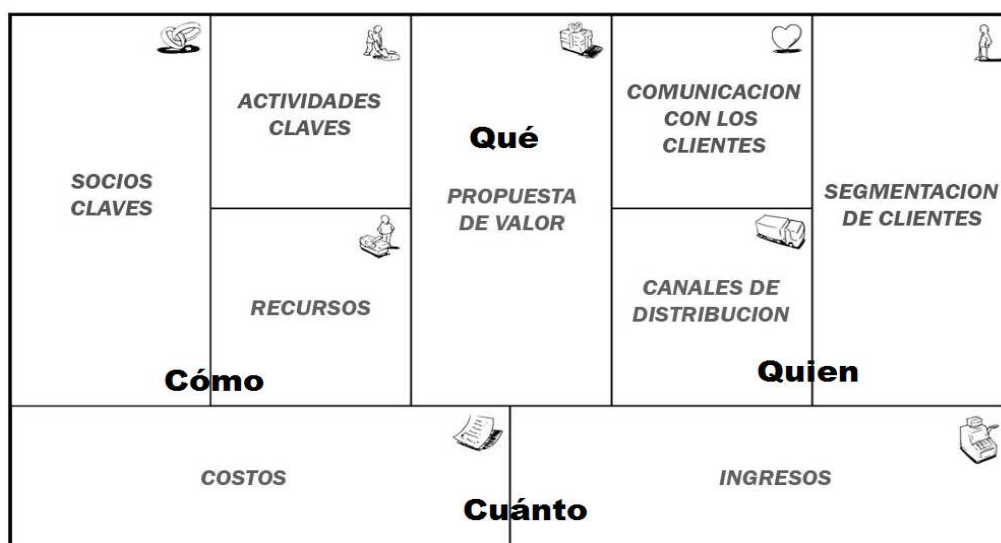 SOCIOS
CLAVES
ACTIVIDADES
CLAVES
RECURSOS
Cómo
Qué
PROPUESTA
DE VALOR
COMUNICACION
CON LOS
CLIENTES
CANALES DE
DISTRIBUCION
SEGMENTACION
DE CLIENTES
Quien
COSTOS
INGRESOS
Cuánto